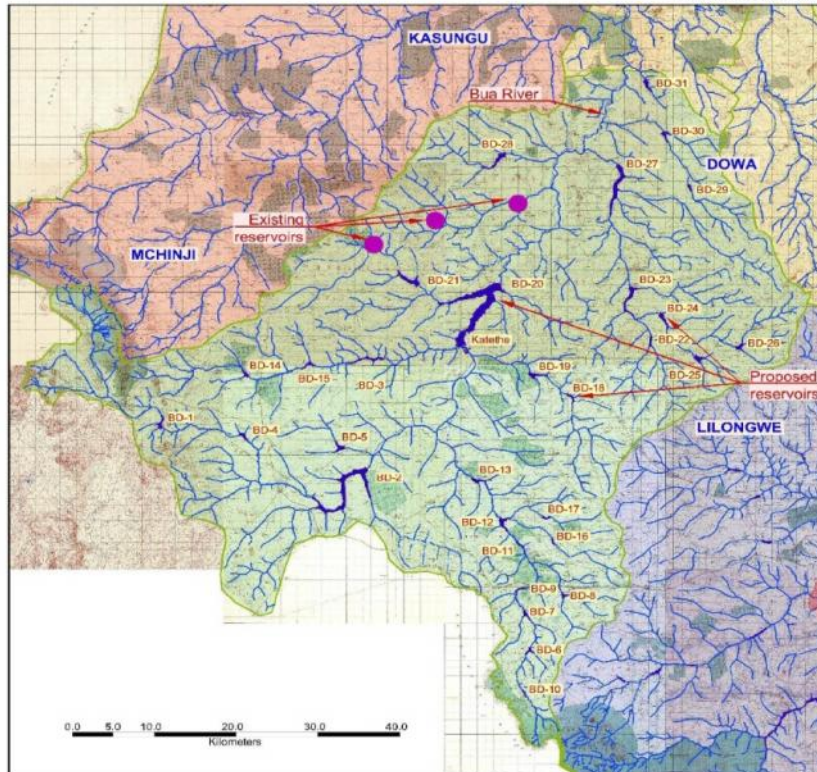 KASUNGU
BD-31
Bua River
BD-30
BD-28
BD-27
DOWA
BD-29
Existing
reservoirs
MCHINJI
BD-21
BD-20
BD-23
BD-24
Katethe
BD-22
BD-26
BD-14
BD-15
BD-3
BD-19
BD-25
BD-18
Proposed
reservoirs
BD-1
BD-4
BD-5
LILONGWE
BD-2
BD-13
BD-17
BD-12
BD-16
BD-11
BD-9
BD-8
BD-7
BD-6
BD-10
0.0 5.0 10.0 20.0 30.0 40.0
Kilometers